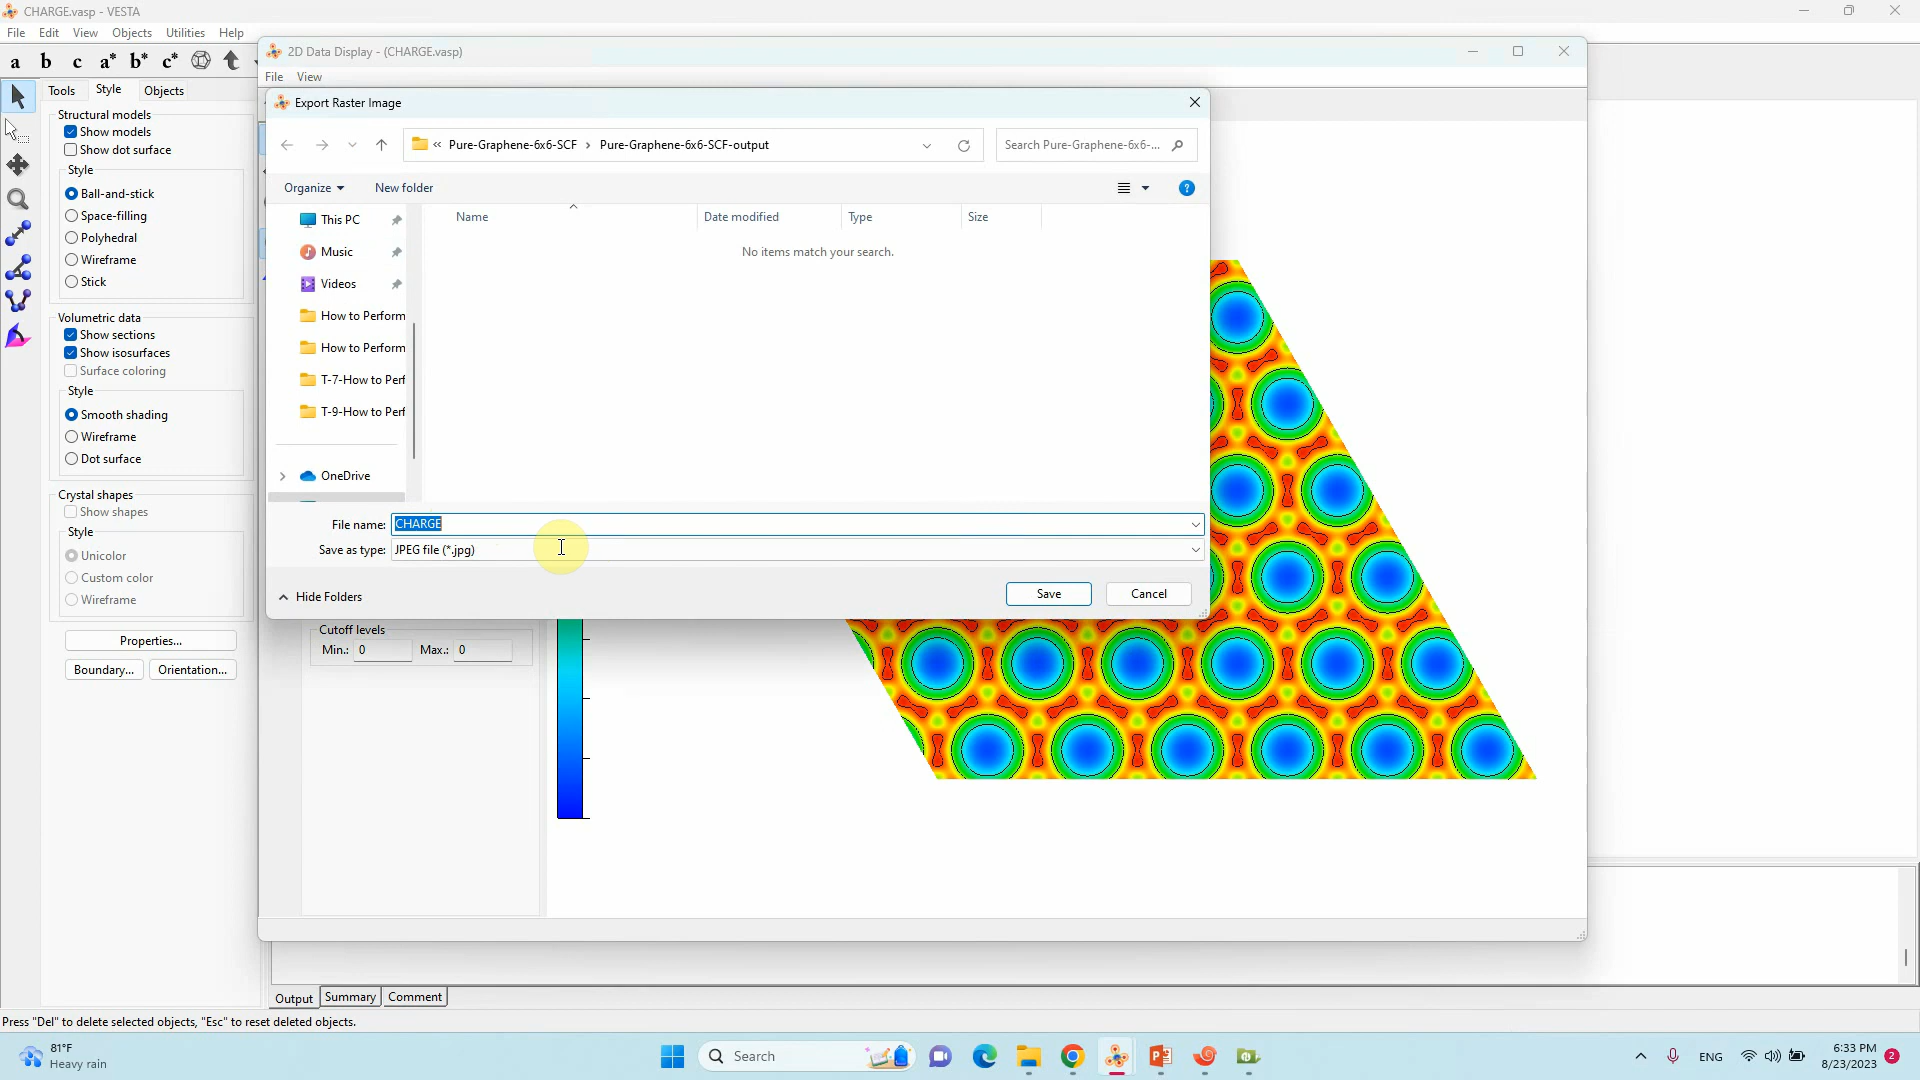 CHARGE.vasp - VESTA
File Edit View Objects Utilities Help
a b c a* b* c*
2D Data Display - (CHARGE.vasp)
File View
Export Raster Image
« Pure-Graphene-6x6-SCF › Pure-Graphene-6x6-SCF-output
Search Pure-Graphene-6x6-...
Organize New folder
Name Date modified Type Size
No items match your search.
This PC
Music
Videos
How to Perform
How to Perform
T-7-How to Perf
T-9-How to Perf
OneDrive
File name: CHARGE
Save as type: JPEG file (*.jpg)
Hide Folders
Save Cancel
Tools Style Objects
Structural models
Show models
Show dot surface
Style
Ball-and-stick
Space-filling
Polyhedral
Wireframe
Stick
Volumetric data
Show sections
Show isosurfaces
Surface coloring
Style
Smooth shading
Wireframe
Dot surface
Crystal shapes
Show shapes
Style
Unicolor
Custom color
Wireframe
Properties...
Boundary... Orientation...
Cutoff levels
Min.: 0 Max.: 0
Output Summary Comment
Press "Del" to delete selected objects, "Esc" to reset deleted objects.
81°F
Heavy rain
Search
ENG
6:33 PM
8/23/2023
2